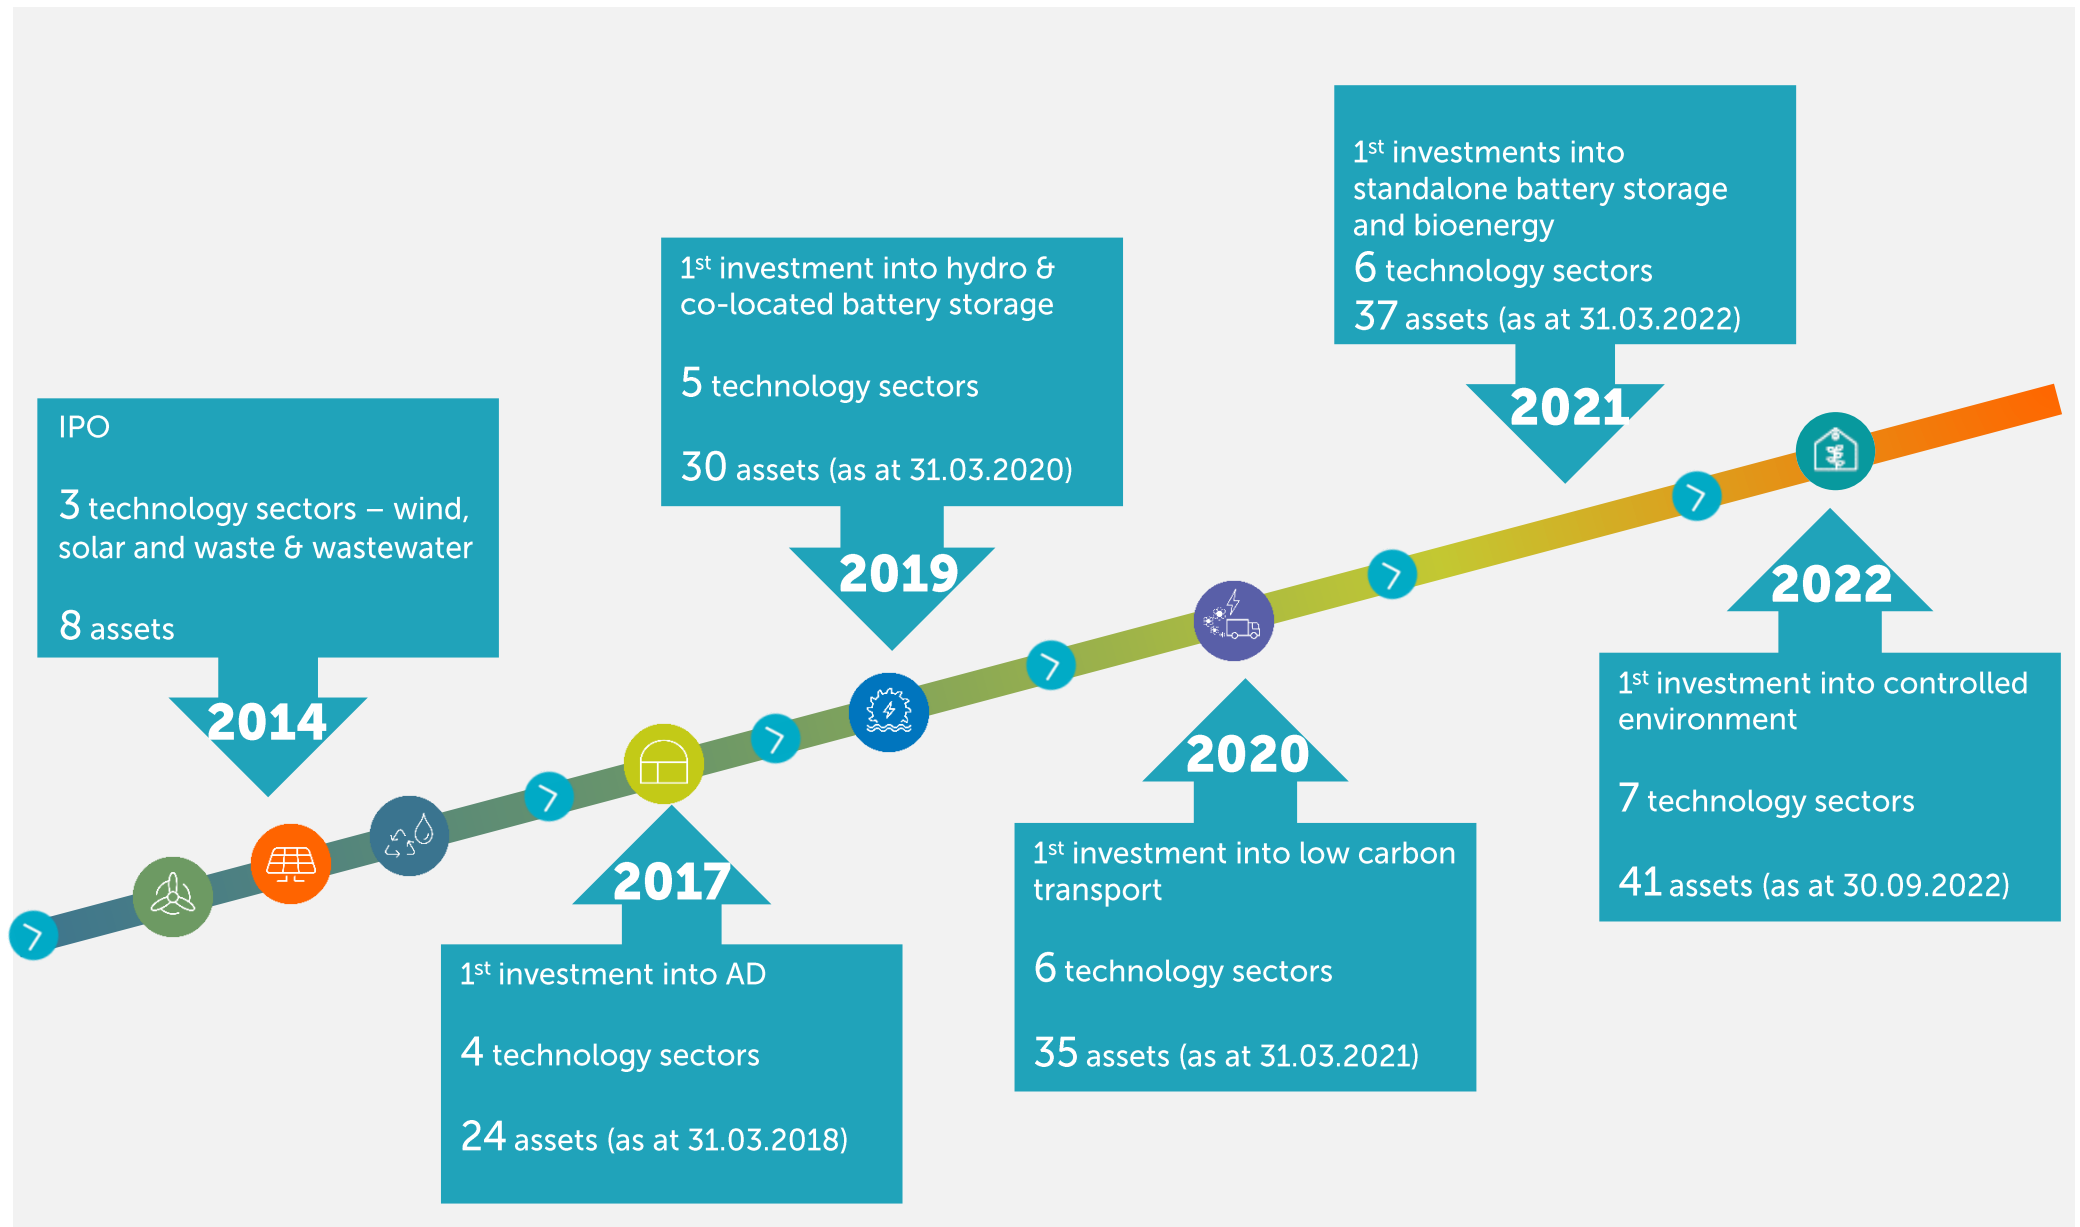 IPO
3 technology sectors – wind,
solar and waste & wastewater
8 assets
2014
2017
1st investment into AD
4 technology sectors
24 assets (as at 31.03.2018)
1st investment into hydro &
co-located battery storage
5 technology sectors
30 assets (as at 31.03.2020)
2019
2020
1st investment into low carbon
transport
6 technology sectors
35 assets (as at 31.03.2021)
1st investments into
standalone battery storage
and bioenergy
6 technology sectors
37 assets (as at 31.03.2022)
2021
2022
1st investment into controlled
environment
7 technology sectors
41 assets (as at 30.09.2022)